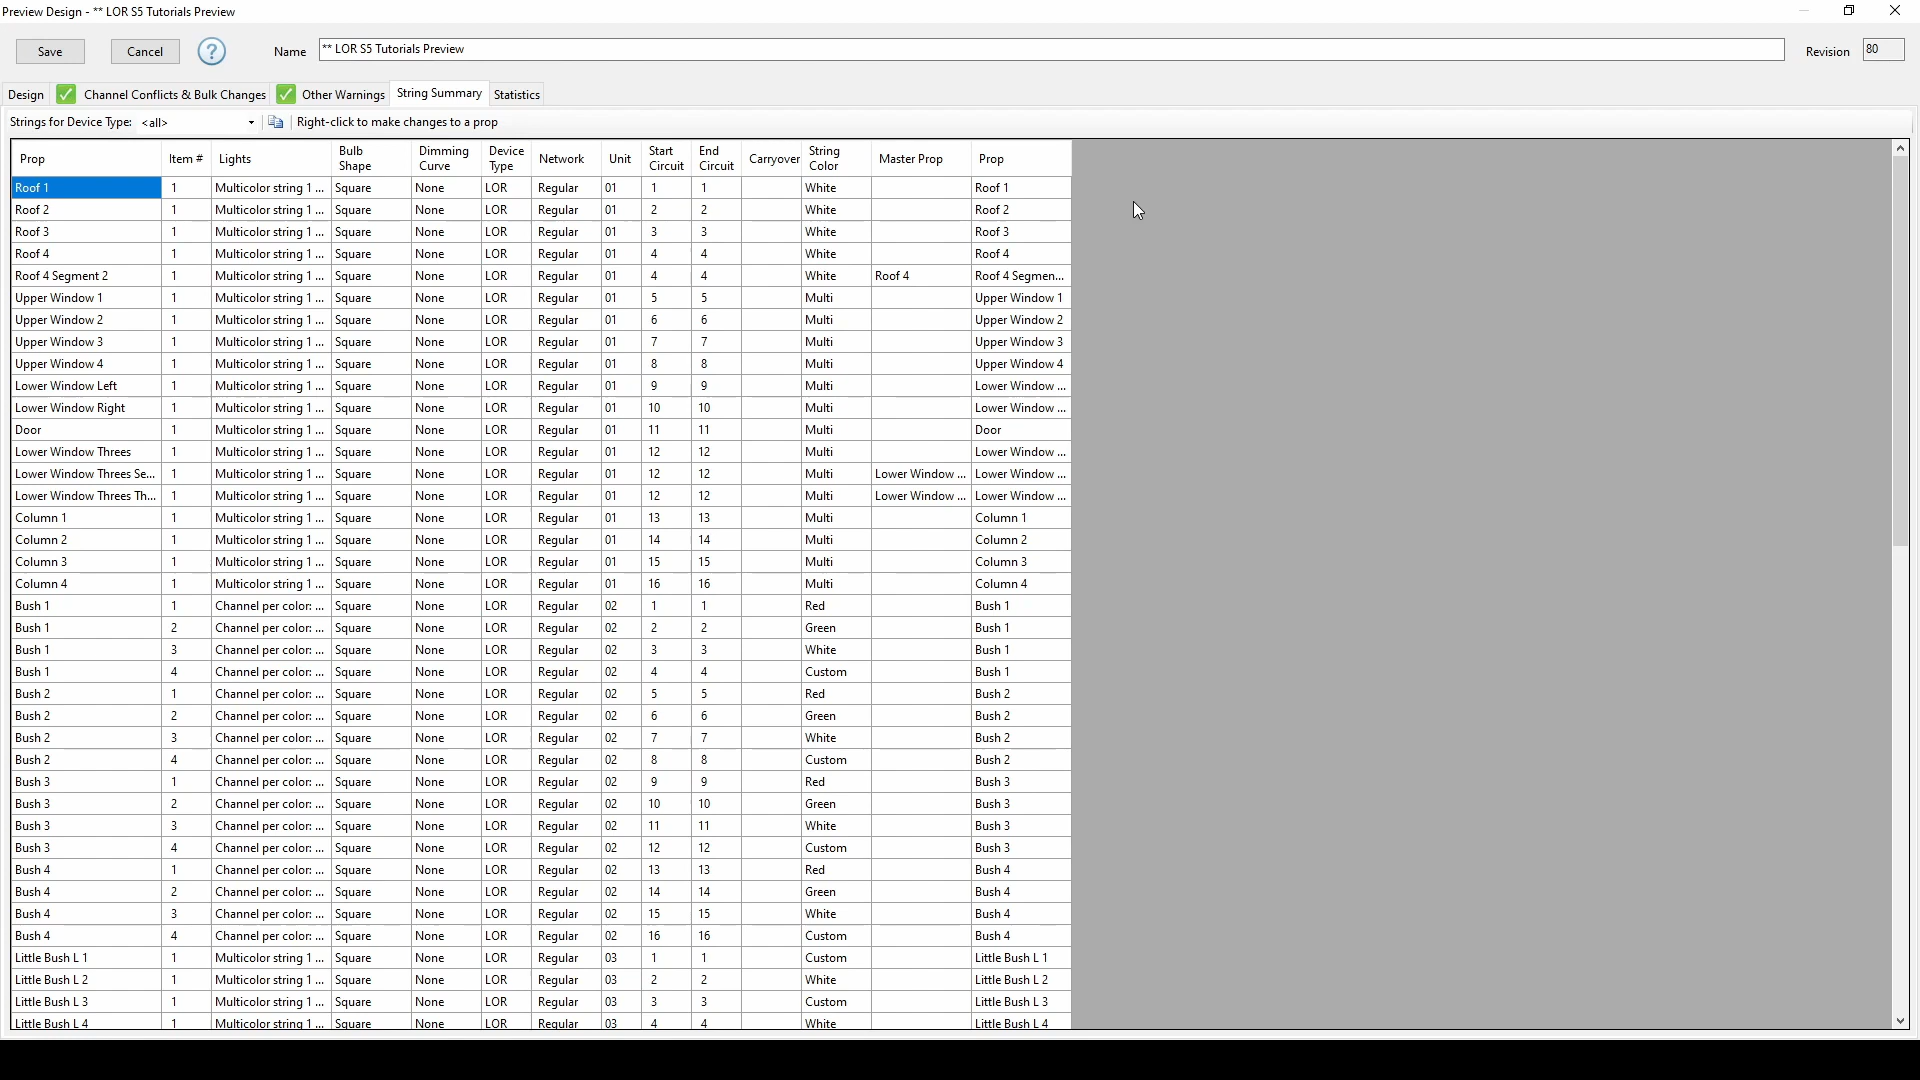 Preview Design - ** LOR S5 Tutorials Preview
Save Cancel ? Name ** LOR S5 Tutorials Preview Revision 80
Design Channel Conflicts & Bulk Changes Other Warnings String Summary Statistics
Strings for Device Type: <all> Right-click to make changes to a prop
Prop Item # Lights Bulb Shape Dimming Curve Device Type Network Unit Start Circuit End Circuit Carryover String Color Master Prop Prop
Roof 1 1 Multicolor string 1 ... Square None LOR Regular 01 1 1 White Roof 1
Roof 2 1 Multicolor string 1 ... Square None LOR Regular 01 2 2 White Roof 2
Roof 3 1 Multicolor string 1 ... Square None LOR Regular 01 3 3 White Roof 3
Roof 4 1 Multicolor string 1 ... Square None LOR Regular 01 4 4 White Roof 4
Roof 4 Segment 2 1 Multicolor string 1 ... Square None LOR Regular 01 4 4 White Roof 4 Roof 4 Segmen...
Upper Window 1 1 Multicolor string 1 ... Square None LOR Regular 01 5 5 Multi Upper Window 1
Upper Window 2 1 Multicolor string 1 ... Square None LOR Regular 01 6 6 Multi Upper Window 2
Upper Window 3 1 Multicolor string 1 ... Square None LOR Regular 01 7 7 Multi Upper Window 3
Upper Window 4 1 Multicolor string 1 ... Square None LOR Regular 01 8 8 Multi Upper Window 4
Lower Window Left 1 Multicolor string 1 ... Square None LOR Regular 01 9 9 Multi Lower Window ...
Lower Window Right 1 Multicolor string 1 ... Square None LOR Regular 01 10 10 Multi Lower Window ...
Door 1 Multicolor string 1 ... Square None LOR Regular 01 11 11 Multi Door
Lower Window Threes 1 Multicolor string 1 ... Square None LOR Regular 01 12 12 Multi Lower Window ...
Lower Window Threes Se... 1 Multicolor string 1 ... Square None LOR Regular 01 12 12 Multi Lower Window ... Lower Window ...
Lower Window Threes Th... 1 Multicolor string 1 ... Square None LOR Regular 01 12 12 Multi Lower Window ... Lower Window ...
Column 1 1 Multicolor string 1 ... Square None LOR Regular 01 13 13 Multi Column 1
Column 2 1 Multicolor string 1 ... Square None LOR Regular 01 14 14 Multi Column 2
Column 3 1 Multicolor string 1 ... Square None LOR Regular 01 15 15 Multi Column 3
Column 4 1 Multicolor string 1 ... Square None LOR Regular 01 16 16 Multi Column 4
Bush 1 1 Channel per color: ... Square None LOR Regular 02 1 1 Red Bush 1
Bush 1 2 Channel per color: ... Square None LOR Regular 02 2 2 Green Bush 1
Bush 1 3 Channel per color: ... Square None LOR Regular 02 3 3 White Bush 1
Bush 1 4 Channel per color: ... Square None LOR Regular 02 4 4 Custom Bush 1
Bush 2 1 Channel per color: ... Square None LOR Regular 02 5 5 Red Bush 2
Bush 2 2 Channel per color: ... Square None LOR Regular 02 6 6 Green Bush 2
Bush 2 3 Channel per color: ... Square None LOR Regular 02 7 7 White Bush 2
Bush 2 4 Channel per color: ... Square None LOR Regular 02 8 8 Custom Bush 2
Bush 3 1 Channel per color: ... Square None LOR Regular 02 9 9 Red Bush 3
Bush 3 2 Channel per color: ... Square None LOR Regular 02 10 10 Green Bush 3
Bush 3 3 Channel per color: ... Square None LOR Regular 02 11 11 White Bush 3
Bush 3 4 Channel per color: ... Square None LOR Regular 02 12 12 Custom Bush 3
Bush 4 1 Channel per color: ... Square None LOR Regular 02 13 13 Red Bush 4
Bush 4 2 Channel per color: ... Square None LOR Regular 02 14 14 Green Bush 4
Bush 4 3 Channel per color: ... Square None LOR Regular 02 15 15 White Bush 4
Bush 4 4 Channel per color: ... Square None LOR Regular 02 16 16 Custom Bush 4
Little Bush L 1 1 Multicolor string 1 ... Square None LOR Regular 03 1 1 Custom Little Bush L 1
Little Bush L 2 1 Multicolor string 1 ... Square None LOR Regular 03 2 2 White Little Bush L 2
Little Bush L 3 1 Multicolor string 1 ... Square None LOR Regular 03 3 3 Custom Little Bush L 3
Little Bush L 4 1 Multicolor string 1 ... Square None LOR Regular 03 4 4 White Little Bush L 4